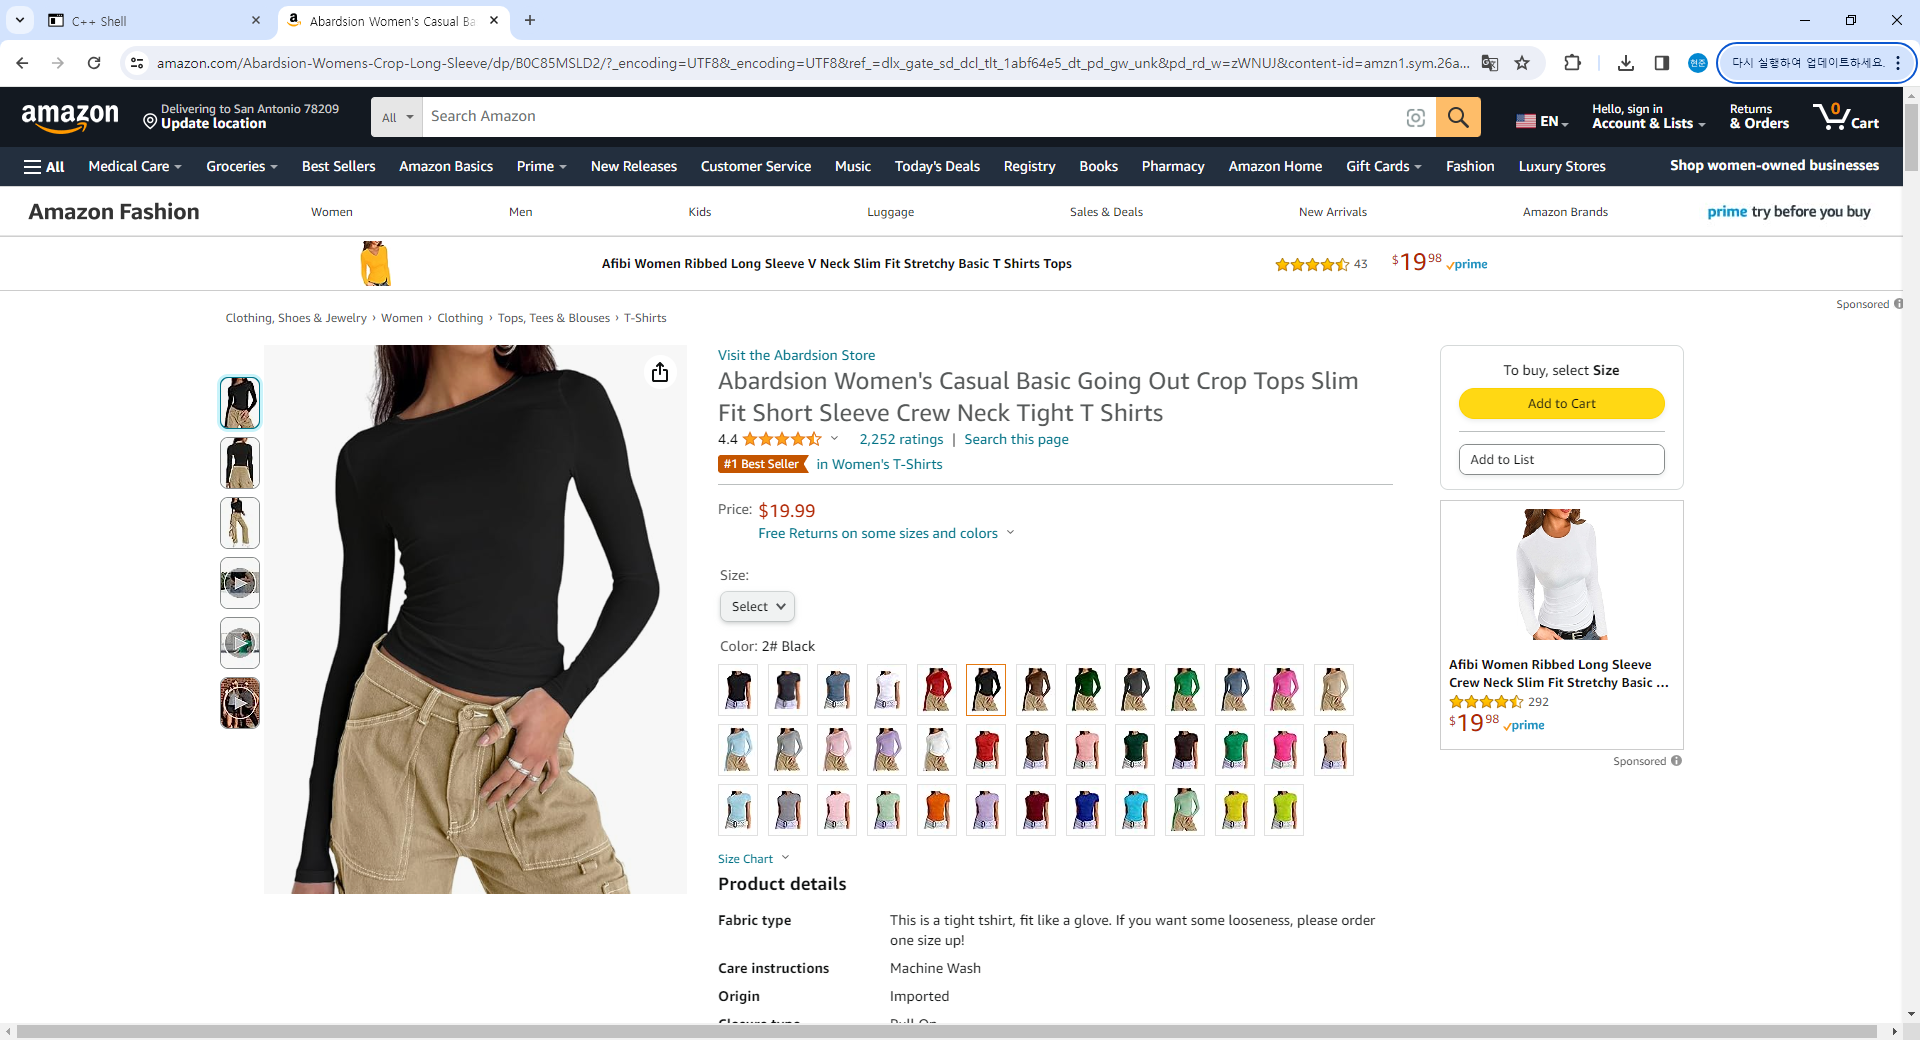 C++ Shell
Abardsion Women's Casual Ba
amazon.com/Abardsion-Womens-Crop-Long-Sleeve/dp/B0C85MSLD2/?_encoding=UTF8&_encoding=UTF8&ref_=dlx_gate_sd_dcl_tlt_1abf64e5_dt_pd_gw_unk&pd_rd_w=zWNUJ&content-id=amzn1.sym.26a...
현준
다시 실행하여 업데이트하세요.
amazon
Delivering to San Antonio 78209
Update location
All
Search Amazon
EN
Hello, sign in
Account & Lists
Returns
& Orders
0
Cart
All
Medical Care
Groceries
Best Sellers
Amazon Basics
Prime
New Releases
Customer Service
Music
Today's Deals
Registry
Books
Pharmacy
Amazon Home
Gift Cards
Fashion
Luxury Stores
Shop women-owned businesses
Amazon Fashion
Women
Men
Kids
Luggage
Sales & Deals
New Arrivals
Amazon Brands
prime try before you buy
Afibi Women Ribbed Long Sleeve V Neck Slim Fit Stretchy Basic T Shirts Tops
43
$19 98
prime
Sponsored
Clothing, Shoes & Jewelry › Women › Clothing › Tops, Tees & Blouses › T-Shirts
Visit the Abardsion Store
Abardsion Women's Casual Basic Going Out Crop Tops Slim
Fit Short Sleeve Crew Neck Tight T Shirts
4.4
2,252 ratings | Search this page
#1 Best Seller in Women's T-Shirts
Price: $19.99
Free Returns on some sizes and colors
Size:
Select
Color: 2# Black
Size Chart
Product details
Fabric type
This is a tight tshirt, fit like a glove. If you want some looseness, please order
one size up!
Care instructions
Machine Wash
Origin
Imported
Closure type
Pull On
To buy, select Size
Add to Cart
Add to List
Afibi Women Ribbed Long Sleeve
Crew Neck Slim Fit Stretchy Basic ...
292
$19 98
prime
Sponsored